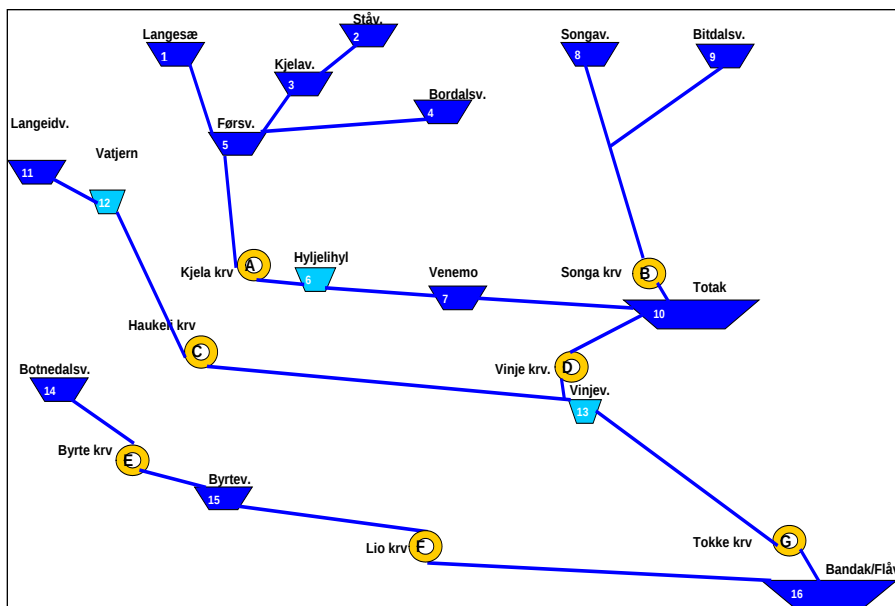 Ståv.
2
Langesæ
1
Songav.
8
Bitdalsv.
9
Kjelav.
3
Bordalsv.
4
Langeidv.
11
Førsv.
5
Vatjern
12
Kjela krv
A
Hyljelihyl
6
Venemo
7
Songa krv
B
Totak
10
Haukeli krv
C
Vinje krv.
D
Botnedalsv.
14
Vinjev.
13
Byrte krv
E
Byrtev.
15
Lio krv
F
Tokke krv
G
Bandak/Flåv
16